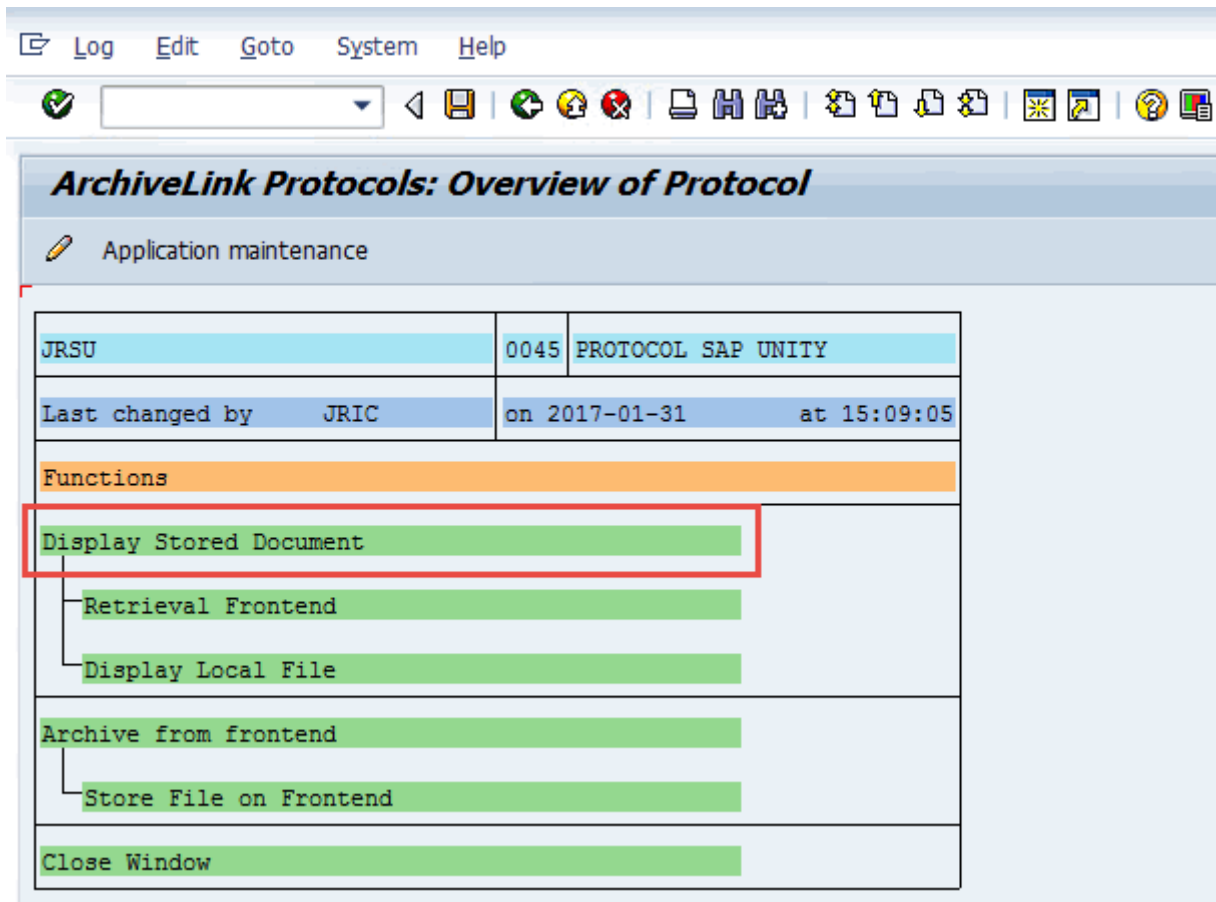 Log Edit Goto System Help
ArchiveLink Protocols: Overview of Protocol
Application maintenance
JRSU 0045 PROTOCOL SAP UNITY
Last changed by JRIC on 2017-01-31 at 15:09:05
Functions
Display Stored Document
Retrieval Frontend
Display Local File
Archive from frontend
Store File on Frontend
Close Window